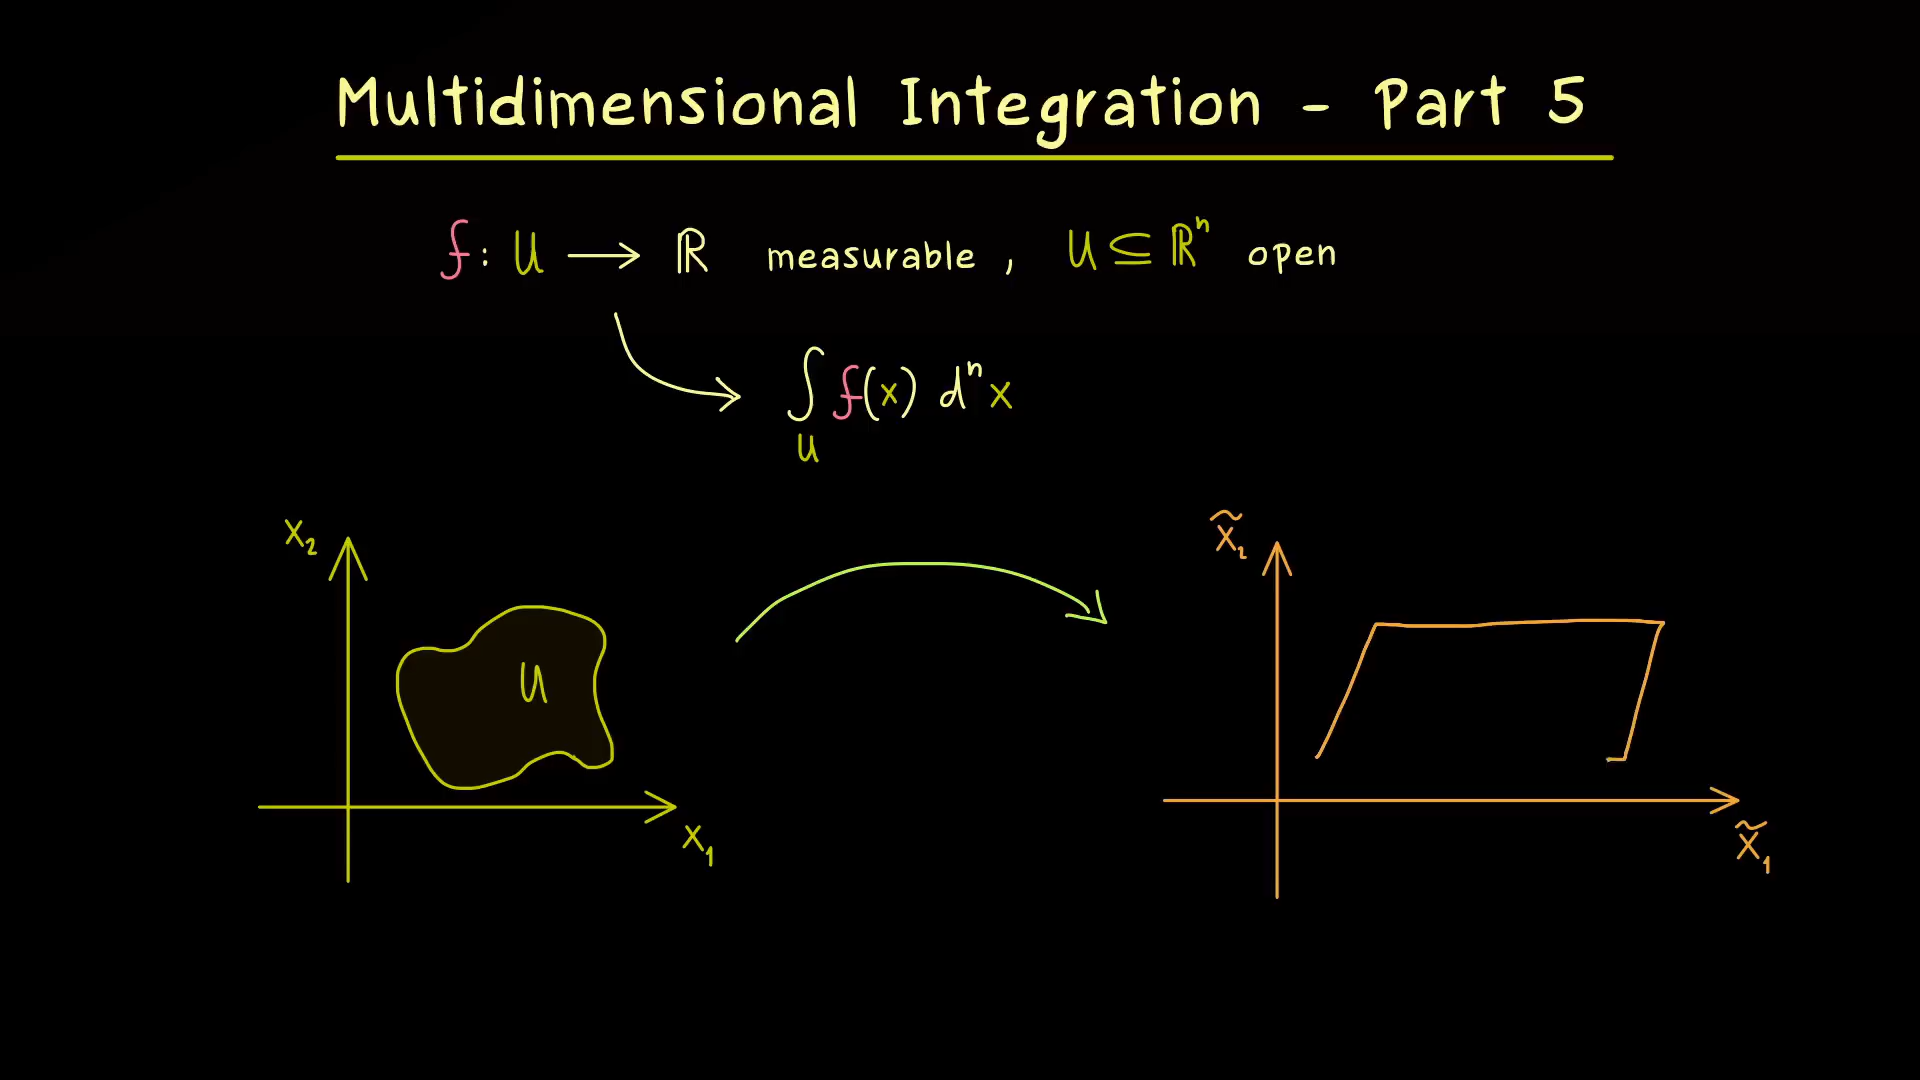 Multidimensional Integration - Part 5
f: U ⟶ ℝ measurable , U ⊆ ℝⁿ open
∫_U f(x) dⁿx
x₂
U
x₁
x̃₂
x̃₁